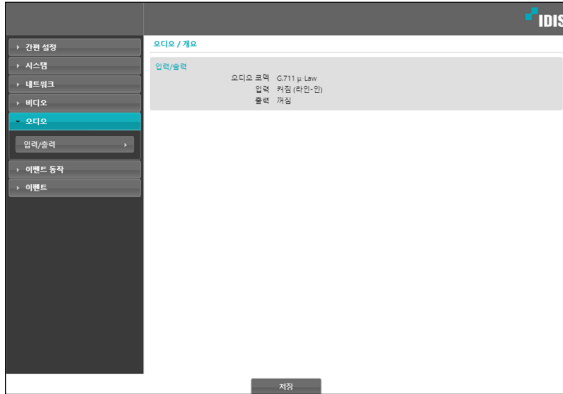 IDIS
간편 설정
시스템
네트워크
비디오
오디오
입력/출력
이벤트 동작
이벤트
오디오 / 개요
입력/출력
오디오 코덱 G.711 μ Law
입력 켜짐 (라인-인)
출력 꺼짐
저장